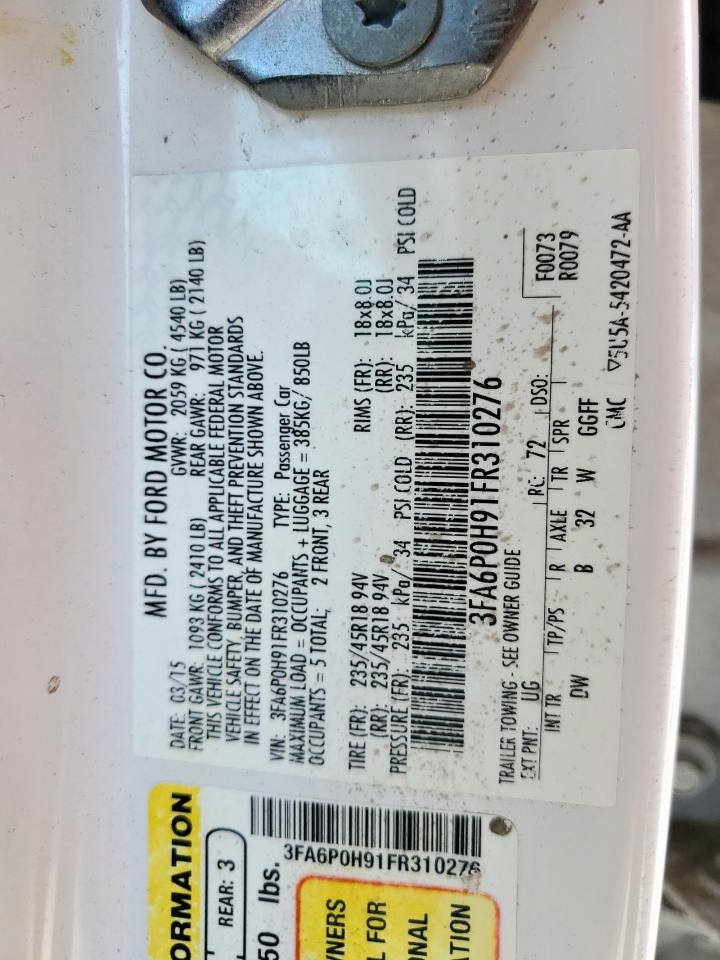 MFD. BY FORD MOTOR CO.
DATE: 03/15 GVWR: 2059 KG ( 4540 LB)
FRONT GAWR: 1093 KG ( 2410 LB) REAR GAWR: 971 KG ( 2140 LB)
THIS VEHICLE CONFORMS TO ALL APPLICABLE FEDERAL MOTOR
VEHICLE SAFETY, BUMPER, AND THEFT PREVENTION STANDARDS
IN EFFECT ON THE DATE OF MANUFACTURE SHOWN ABOVE.
VIN: 3FA6P0H91FR310276 TYPE: Passenger Car
MAXIMUM LOAD = OCCUPANTS + LUGGAGE = 385KG/ 850LB
OCCUPANTS = 5 TOTAL; 2 FRONT, 3 REAR
TIRE (FR): 235/45R18 94V RIMS (FR): 18x8.0J
(RR): 235/45R18 94V (RR): 18x8.0J
PRESSURE (FR): 235 kPa/ 34 PSI COLD (RR): 235 kPa/ 34 PSI COLD
3FA6P0H91FR310276
TRAILER TOWING - SEE OWNER GUIDE
EXT PNT: UG RC: 72 DSO: F0073
R0079
INT TR TP/PS R AXLE TR SPR
DW B 32 W GGFF
CMC ▽5U5A-5420472-AA
ORMATION
REAR: 3
50 lbs.
3FA6P0H91FR310276
WNERS
L FOR
ONAL
ATION